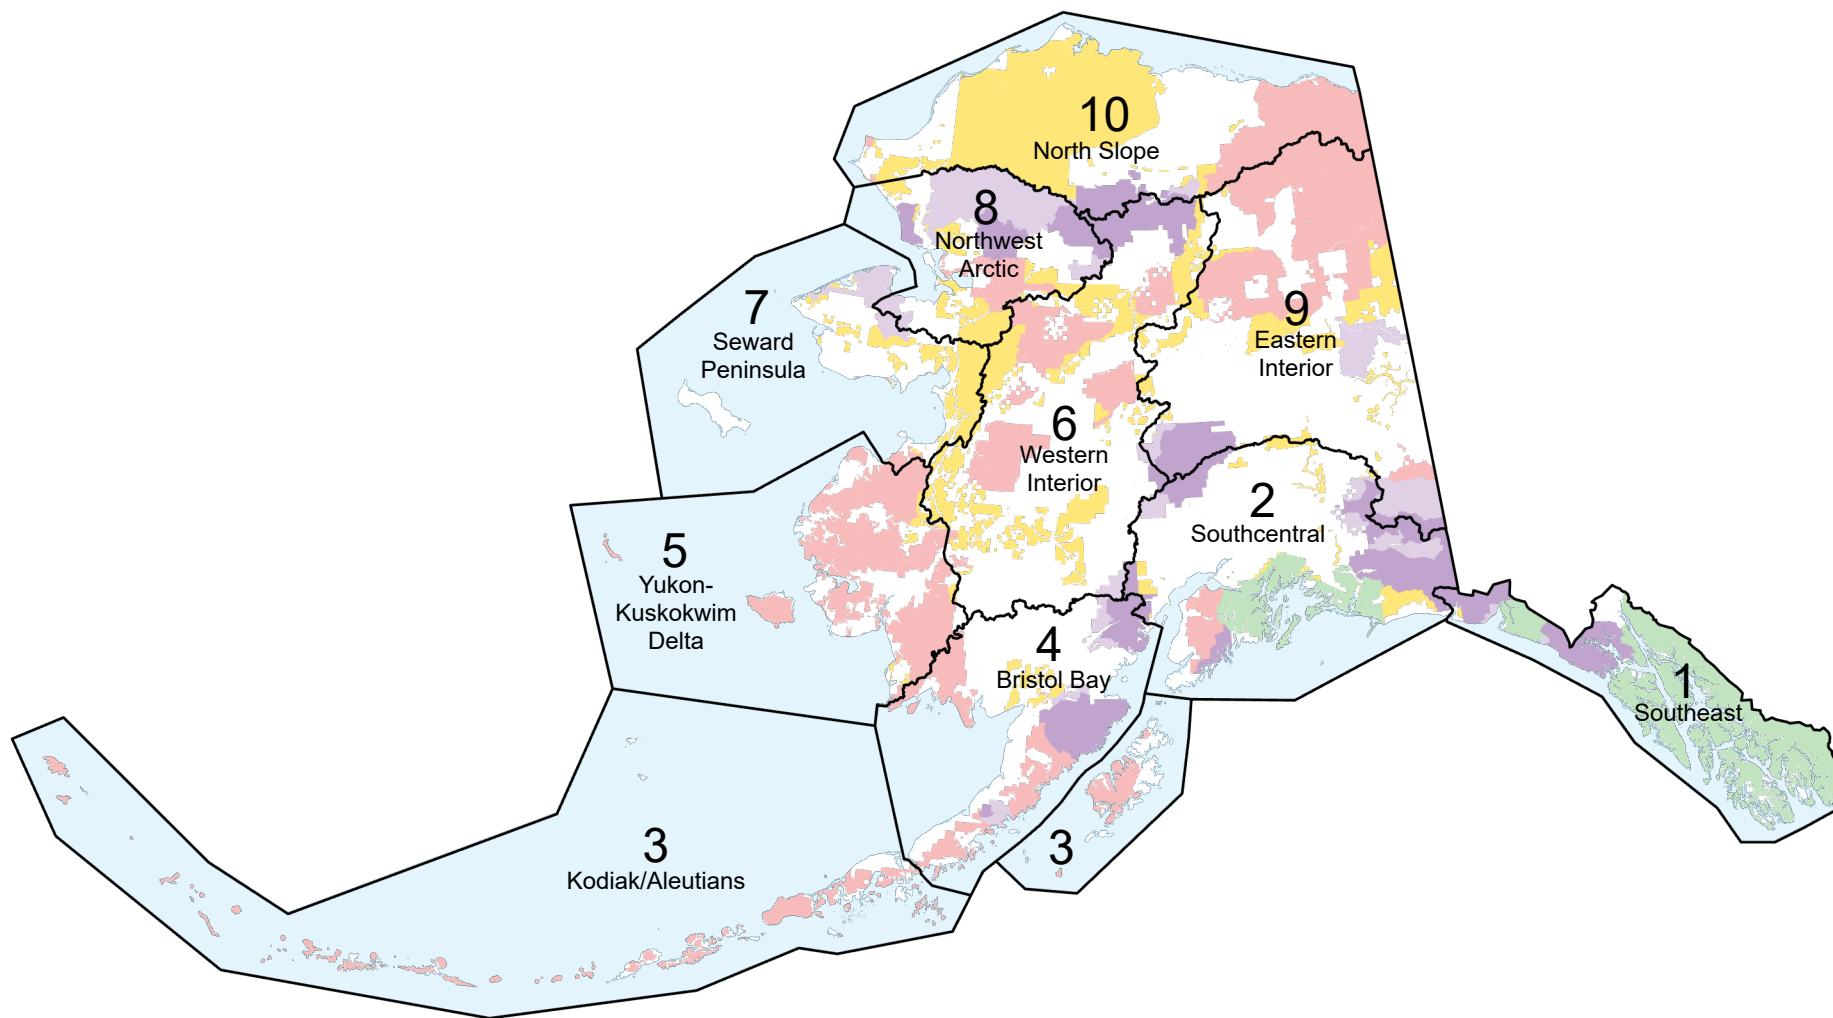 10
North Slope
8
Northwest
Arctic
7
Seward
Peninsula
9
Eastern
Interior
6
Western
Interior
2
Southcentral
5
Yukon-
Kuskokwim
Delta
4
Bristol Bay
1
Southeast
3
Kodiak/Aleutians
3